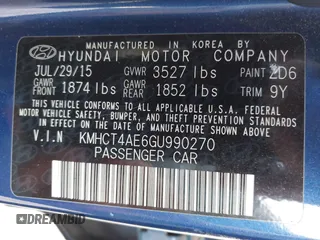 MANUFACTURED IN KOREA
HYUNDAI MOTOR COMPANY
JUL/29/15 GVWR 3527 lbs PAINT ZD6
GAWR FRONT 1874 lbs GAWR REAR 1852 lbs TRIM 9Y
THIS VEHICLE CONFORMS TO ALL APPLICABLE U.S.A. FEDERAL
MOTOR VEHICLE SAFETY, BUMPER, AND THEFT PREVENTION
STANDARDS IN EFFECT ON THE DATE OF MANUFACTURE SHOWN ABOVE.
V.I.N KMHCT4AE6GU990270
PASSENGER CAR
DREAMBID